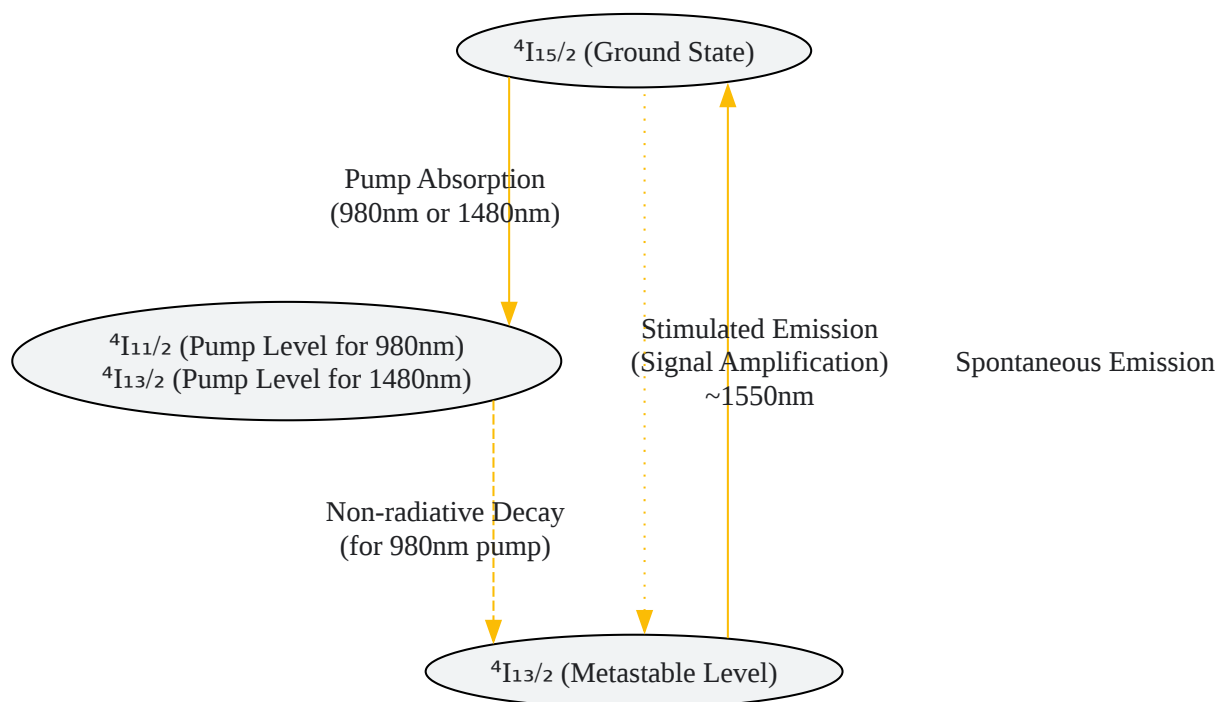 ⁴I₁₅/₂ (Ground State)
Pump Absorption
(980nm or 1480nm)
⁴I₁₁/₂ (Pump Level for 980nm)
⁴I₁₃/₂ (Pump Level for 1480nm)
Stimulated Emission
(Signal Amplification)
~1550nm
Spontaneous Emission
Non-radiative Decay
(for 980nm pump)
⁴I₁₃/₂ (Metastable Level)